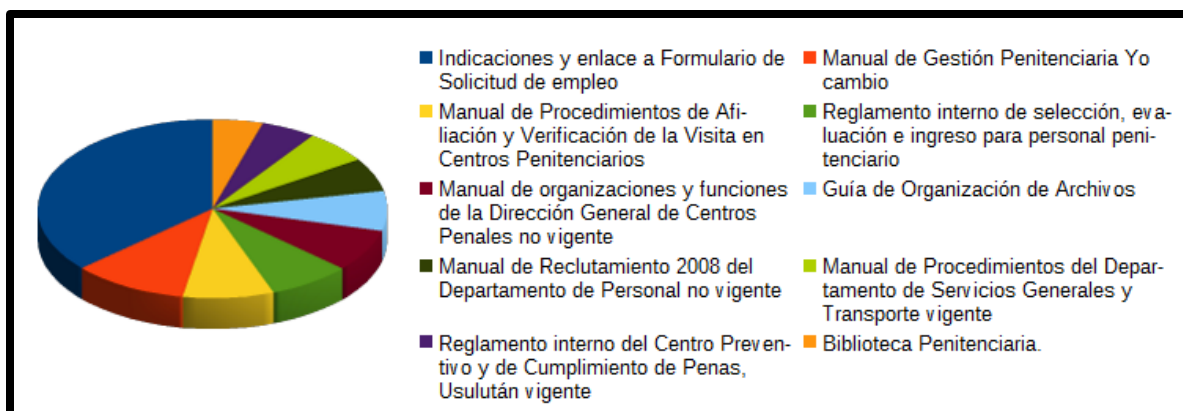 Indicaciones y enlace a Formulario de
Solicitud de empleo
Manual de Gestión Penitenciaria Yo
cambio
Manual de Procedimientos de Afi-
liación y Verificación de la Visita en
Centros Penitenciarios
Reglamento interno de selección, eva-
luación e ingreso para personal peni-
tenciario
Manual de organizaciones y funciones
de la Dirección General de Centros
Penales no vigente
Guía de Organización de Archivos
Manual de Reclutamiento 2008 del
Departamento de Personal no vigente
Manual de Procedimientos del Depar-
tamento de Servicios Generales y
Transporte vigente
Reglamento interno del Centro Preven-
tivo y de Cumplimiento de Penas,
Usulután vigente
Biblioteca Penitenciaria.